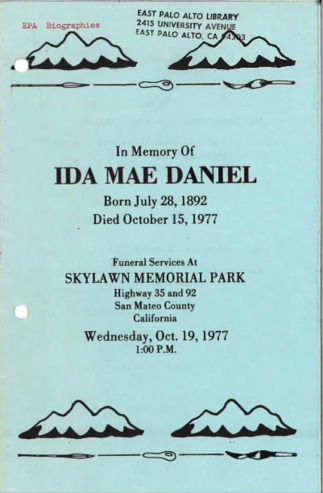 EAST PALO ALTO LIBRARY
2415 UNIVERSITY AVENUE
EAST PALO ALTO, CA 94303
EPA Biographies
In Memory Of
IDA MAE DANIEL
Born July 28, 1892
Died October 15, 1977
Funeral Services At
SKYLAWN MEMORIAL PARK
Highway 35 and 92
San Mateo County
California
Wednesday, Oct. 19, 1977
1:00 P.M.